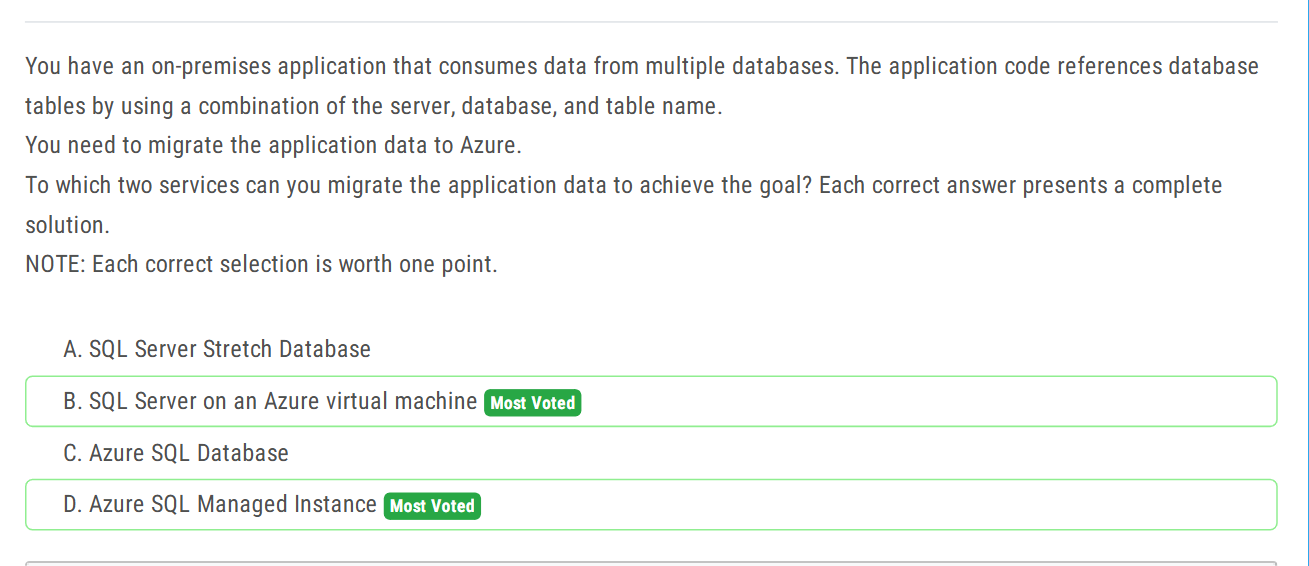 You have an on-premises application that consumes data from multiple databases. The application code references database
tables by using a combination of the server, database, and table name.
You need to migrate the application data to Azure.
To which two services can you migrate the application data to achieve the goal? Each correct answer presents a complete
solution.
NOTE: Each correct selection is worth one point.
A. SQL Server Stretch Database
B. SQL Server on an Azure virtual machine Most Voted
C. Azure SQL Database
D. Azure SQL Managed Instance Most Voted